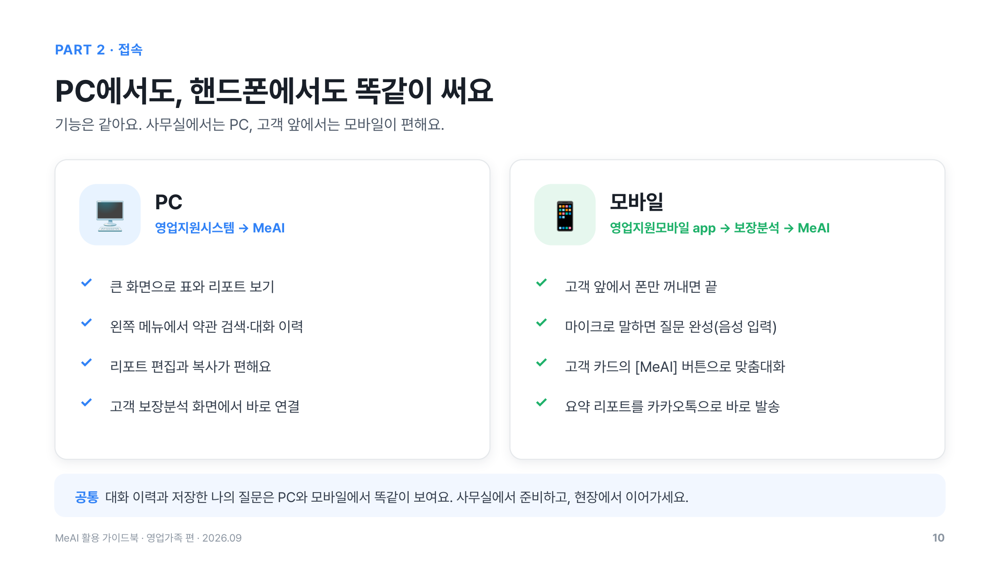 PART 2 · 접속
PC에서도, 핸드폰에서도 똑같이 써요
기능은 같아요. 사무실에서는 PC, 고객 앞에서는 모바일이 편해요.
PC
영업지원시스템 → MeAI
큰 화면으로 표와 리포트 보기
왼쪽 메뉴에서 약관 검색·대화 이력
리포트 편집과 복사가 편해요
고객 보장분석 화면에서 바로 연결
모바일
영업지원모바일 app → 보장분석 → MeAI
고객 앞에서 폰만 꺼내면 끝
마이크로 말하면 질문 완성(음성 입력)
고객 카드의 [MeAI] 버튼으로 맞춤대화
요약 리포트를 카카오톡으로 바로 발송
공통 대화 이력과 저장한 나의 질문은 PC와 모바일에서 똑같이 보여요. 사무실에서 준비하고, 현장에서 이어가세요.
MeAI 활용 가이드북 · 영업가족 편 · 2026.09
10